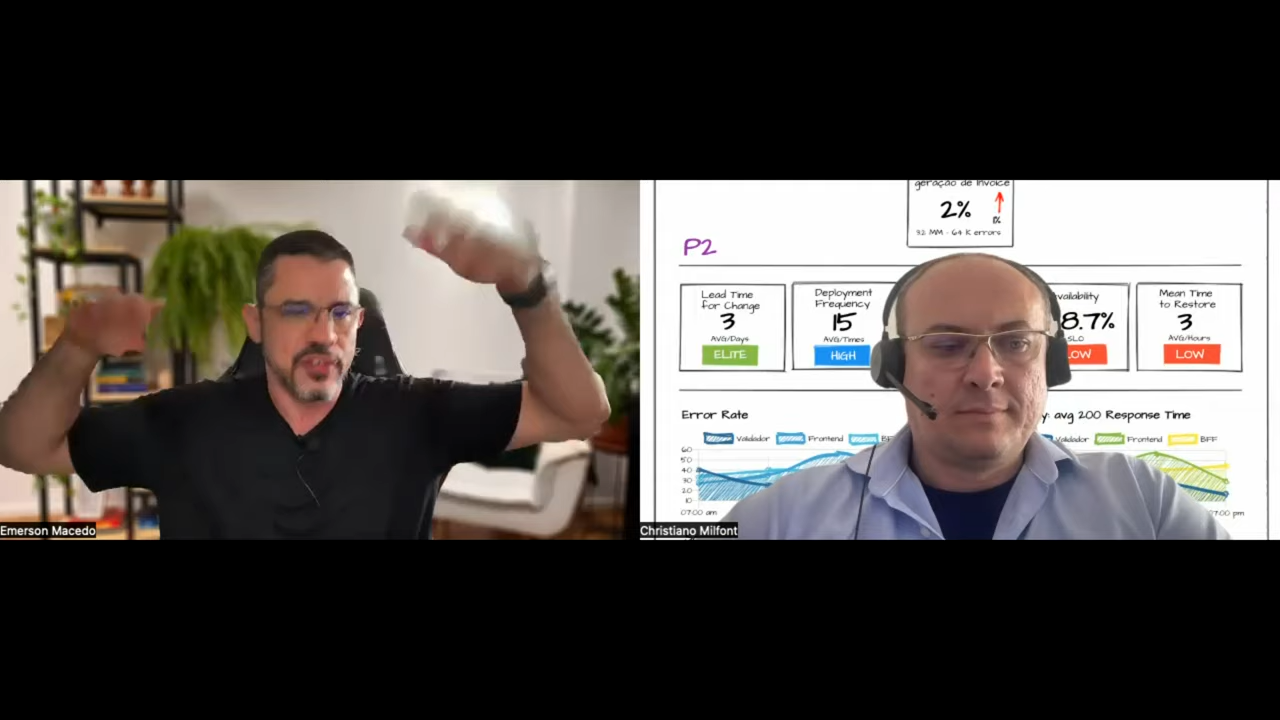 geração de Invoice
2%
1%
32 MM - 64 K errors
P2
Lead Time
for Change
3
AVG/Days
ELITE
Deployment
Frequency
15
AVG/Times
HIGH
vailability
8.7%
SLO
LOW
Mean Time
to Restore
3
AVG/Hours
LOW
Error Rate
Validador Frontend BF
60
50
40
30
20
10
07:00 am
y: avg 200 Response Time
Validador Frontend BFF
07:00 pm
Emerson Macedo
Christiano Milfont